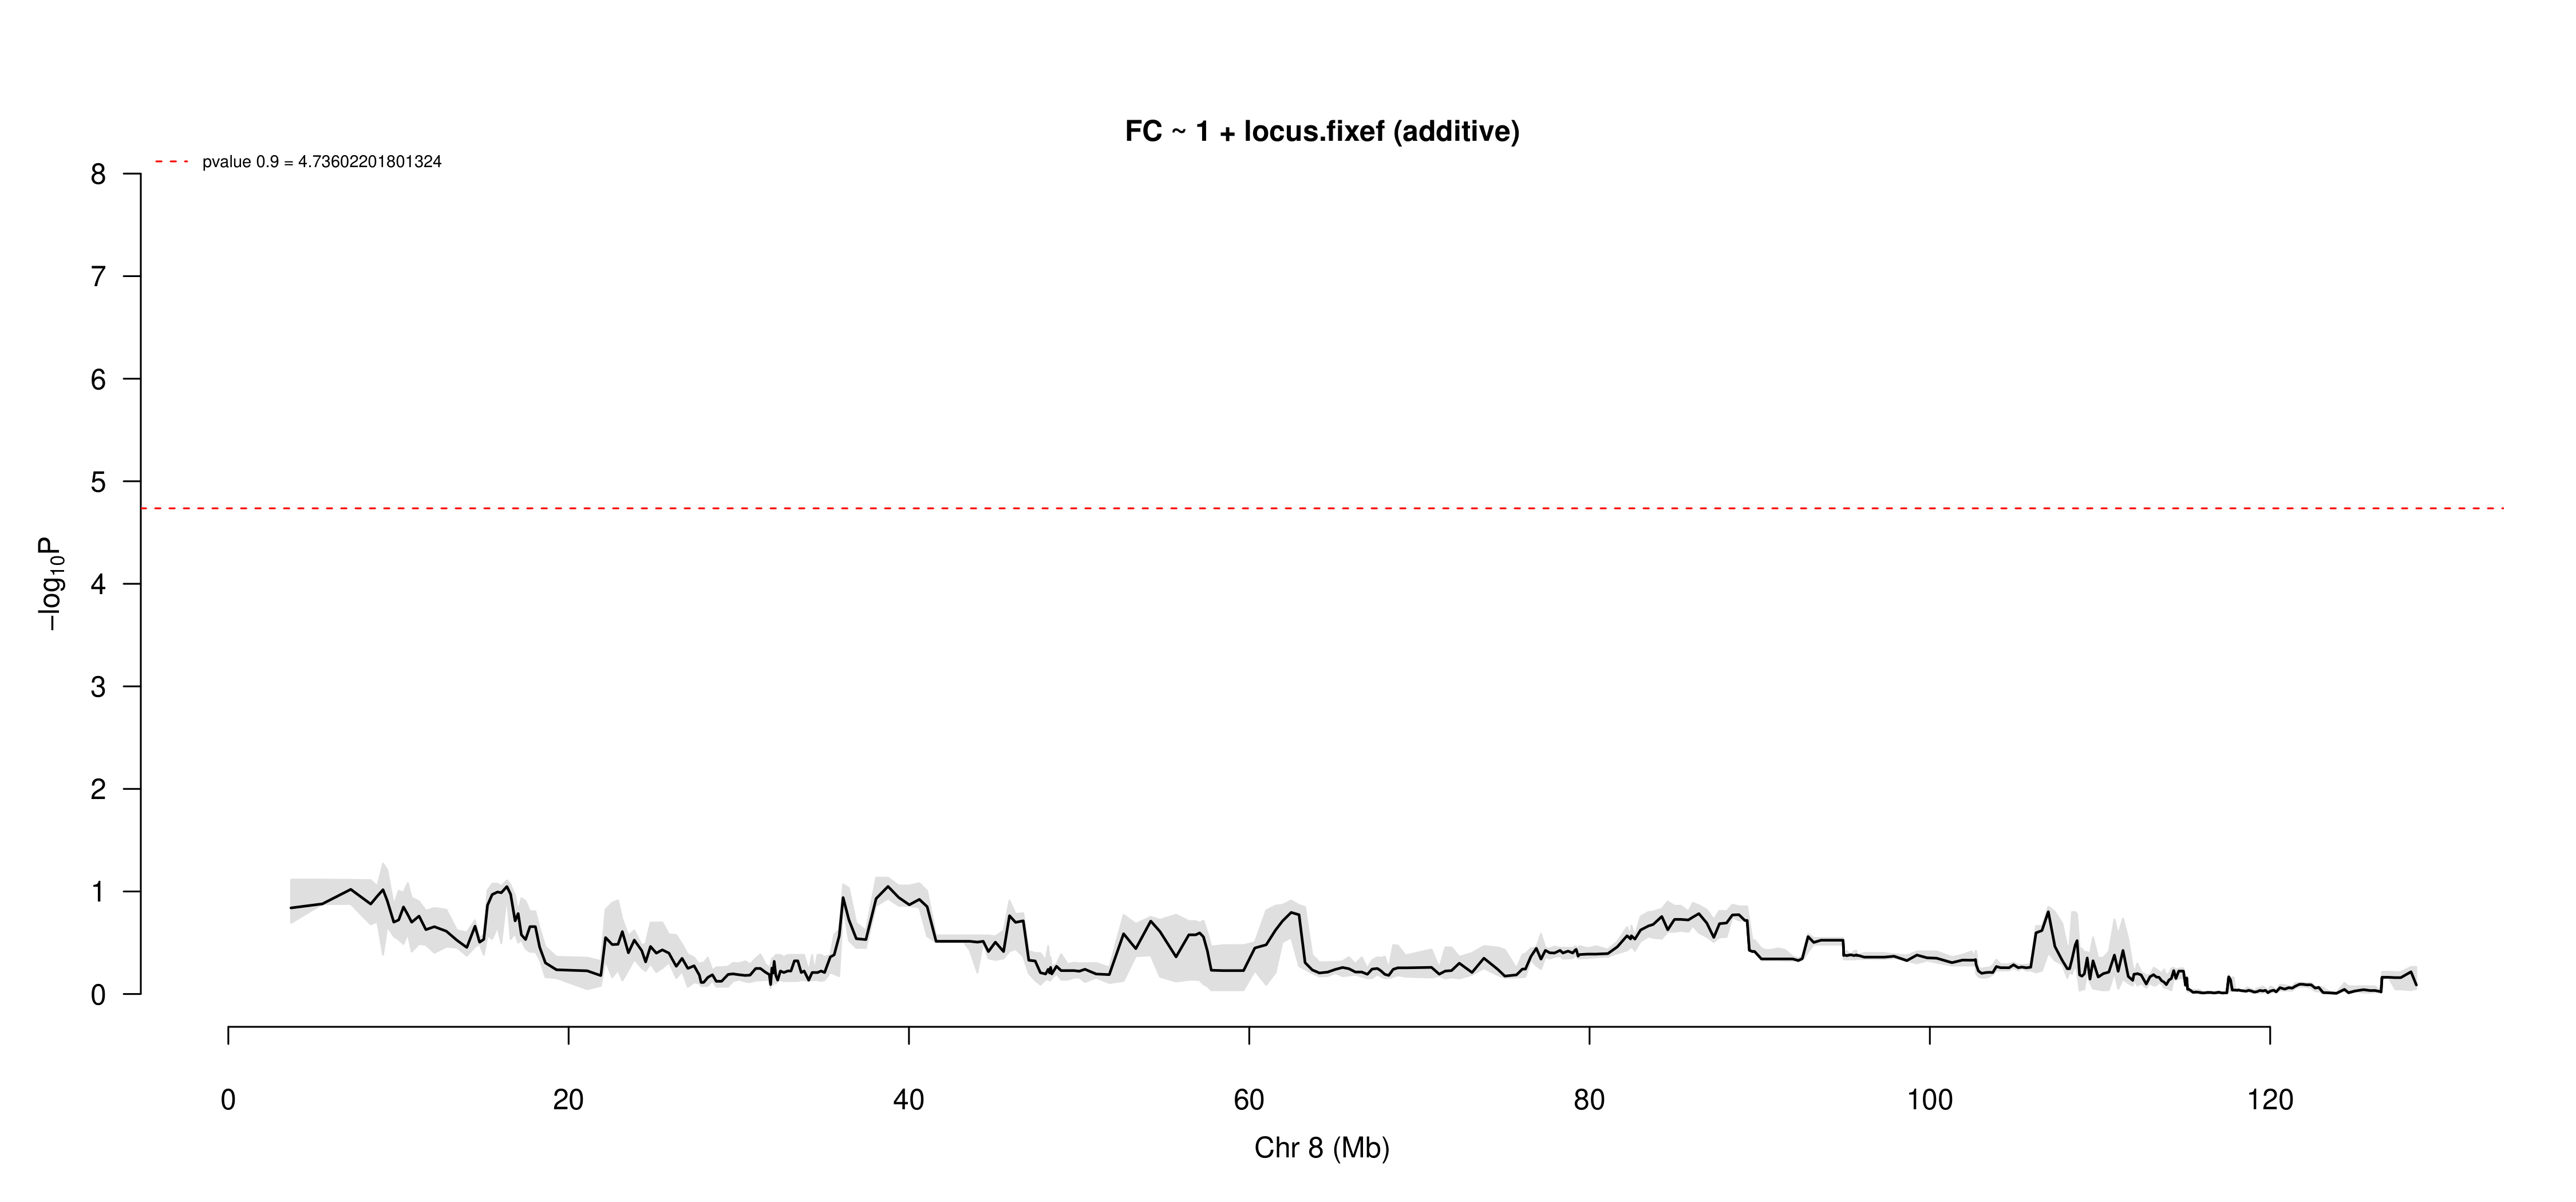 FC ~ 1 + locus.fixef (additive)
pvalue 0.9 = 4.73602201801324
8
7
6
5
4
3
2
1
0
−log10P
0 20 40 60 80 100 120
Chr 8 (Mb)